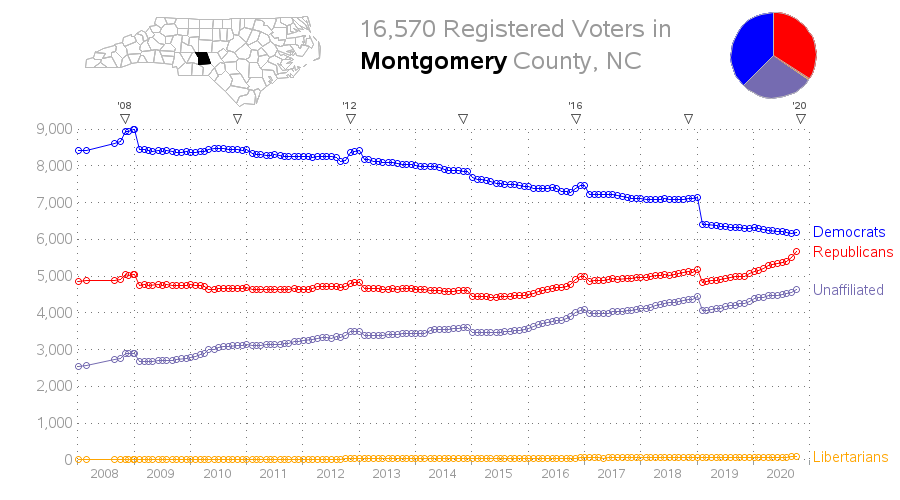 16,570 Registered Voters in
Montgomery County, NC
'08 '12 '16 '20
9,000
8,000
7,000
6,000
5,000
4,000
3,000
2,000
1,000
0
Democrats
Republicans
Unaffiliated
Libertarians
2008 2009 2010 2011 2012 2013 2014 2015 2016 2017 2018 2019 2020